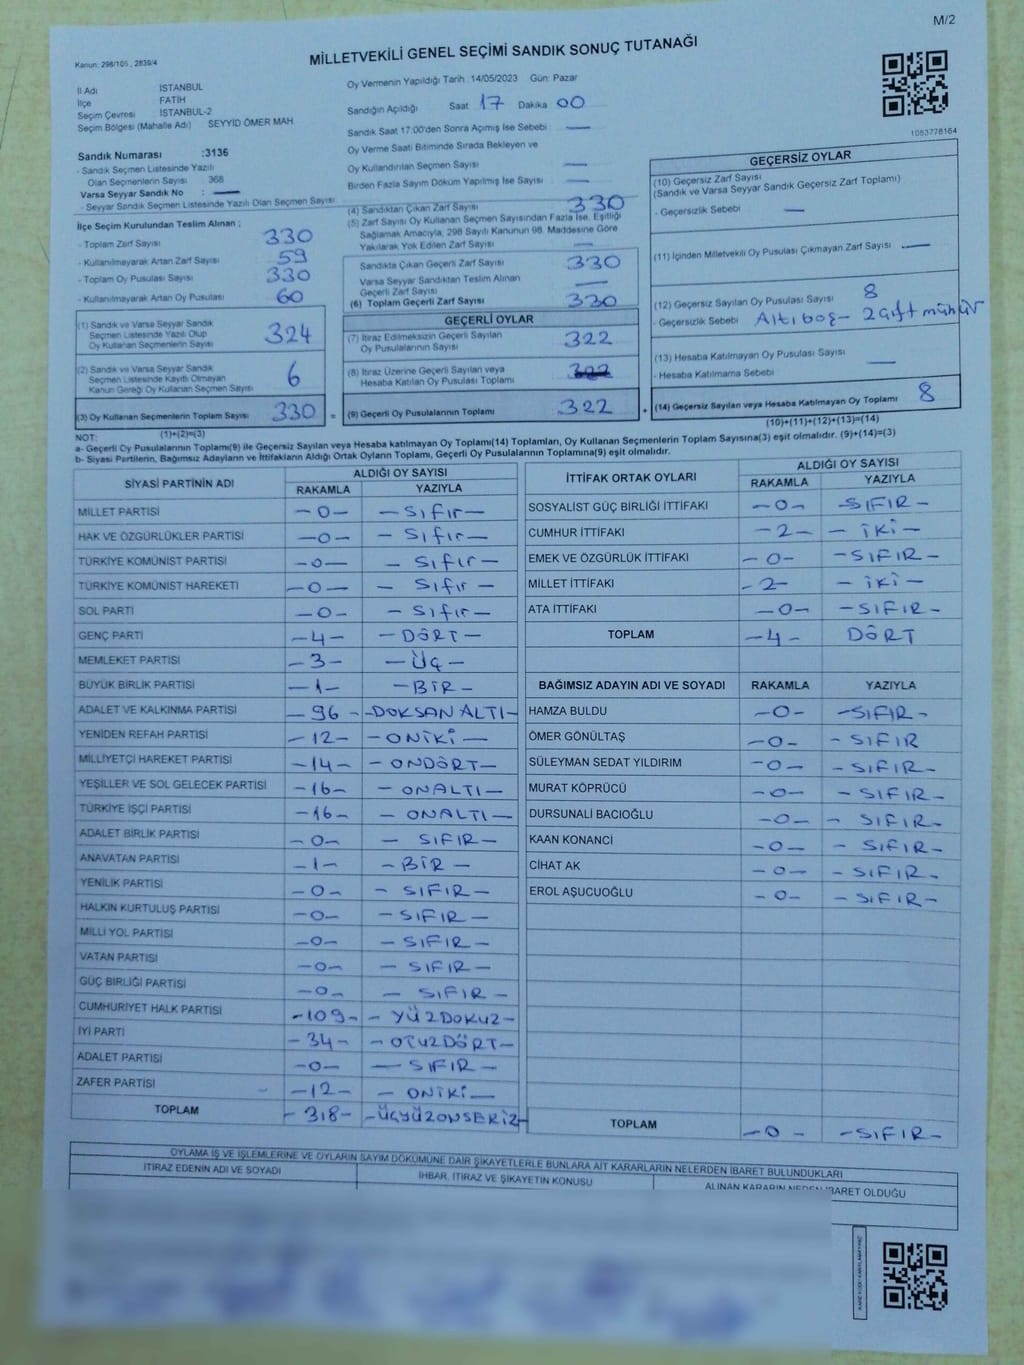 M/2
Kanun: 298/105, 2839/4
MİLLETVEKİLİ GENEL SEÇİMİ SANDIK SONUÇ TUTANAĞI
İl Adı İSTANBUL
İlçe FATİH
Seçim Çevresi İSTANBUL-2
Seçim Bölgesi (Mahalle Adı) SEYYİD ÖMER MAH.
Sandık Numarası :3136
- Sandık Seçmen Listesinde Yazılı
Olan Seçmenlerin Sayısı : 368
Varsa Seyyar Sandık No : —
- Seyyar Sandık Seçmen Listesinde Yazılı Olan Seçmen Sayısı
Oy Vermenin Yapıldığı Tarih :14/05/2023 Gün: Pazar
Sandığın Açıldığı Saat 17 Dakika 00
Sandık Saat 17:00'den Sonra Açımış İse Sebebi : —
Oy Verme Saati Bitiminde Sırada Bekleyen ve
Oy Kullandırılan Seçmen Sayısı —
Birden Fazla Sayım Döküm Yapılmış İse Sayısı —
1083778164
İlçe Seçim Kurulundan Teslim Alınan ;
- Toplam Zarf Sayısı 330
- Kullanılmayarak Artan Zarf Sayısı 59
- Toplam Oy Pusulası Sayısı 330
- Kullanılmayarak Artan Oy Pusulası 60
(1) Sandık ve Varsa Seyyar Sandık
Seçmen Listesinde Yazılı Olup
Oy Kullanan Seçmenlerin Sayısı 324
(2) Sandık ve Varsa Seyyar Sandık
Seçmen Listesinde Kayıtlı Olmayan
Kanun Gereği Oy Kullanan Seçmen Sayısı 6
(3) Oy Kullanan Seçmenlerin Toplam Sayısı 330 =
(1)+(2)=(3)
(4) Sandıktan Çıkan Zarf Sayısı 330
(5) Zarf Sayısı Oy Kullanan Seçmen Sayısından Fazla İse, Eşitliği
Sağlamak Amacıyla, 298 Sayılı Kanunun 98. Maddesine Göre
Yakılarak Yok Edilen Zarf Sayısı —
Sandıkta Çıkan Geçerli Zarf Sayısı 330
Varsa Seyyar Sandıktan Teslim Alınan
Geçerli Zarf Sayısı —
(6) Toplam Geçerli Zarf Sayısı 330
GEÇERLİ OYLAR
(7) İtiraz Edilmeksizin Geçerli Sayılan
Oy Pusulalarının Sayısı 322
(8) İtiraz Üzerine Geçerli Sayılan veya
Hesaba Katılan Oy Pusulası Toplamı
(9) Geçerli Oy Pusulalarının Toplamı 322 +
GEÇERSİZ OYLAR
(10) Geçersiz Zarf Sayısı
(Sandık ve Varsa Seyyar Sandık Geçersiz Zarf Toplamı)
- Geçersizlik Sebebi —
(11) İçinden Milletvekili Oy Pusulası Çıkmayan Zarf Sayısı —
(12) Geçersiz Sayılan Oy Pusulası Sayısı 8
- Geçersizlik Sebebi Altı boş - 2 çift mühür
(13) Hesaba Katılmayan Oy Pusulası Sayısı —
- Hesaba Katılmama Sebebi
(14) Geçersiz Sayılan veya Hesaba Katılmayan Oy Toplamı 8
(10)+(11)+(12)+(13)=(14)
NOT:
a- Geçerli Oy Pusulalarının Toplamı(9) ile Geçersiz Sayılan veya Hesaba katılmayan Oy Toplamı(14) Toplamları, Oy Kullanan Seçmenlerin Toplam Sayısına(3) eşit olmalıdır. (9)+(14)=(3)
b- Siyasi Partilerin, Bağımsız Adayların ve İttifakların Aldığı Ortak Oyların Toplamı, Geçerli Oy Pusulalarının Toplamına(9) eşit olmalıdır.
SİYASİ PARTİNİN ADI ALDIĞI OY SAYISI
RAKAMLA YAZIYLA
MİLLET PARTİSİ -0- -Sıfır-
HAK VE ÖZGÜRLÜKLER PARTİSİ -0- -Sıfır-
TÜRKİYE KOMÜNİST PARTİSİ -0- -Sıfır-
TÜRKİYE KOMÜNİST HAREKETİ -0- -Sıfır-
SOL PARTİ -0- -Sıfır-
GENÇ PARTİ -4- -DÖRT-
MEMLEKET PARTİSİ -3- -ÜÇ-
BÜYÜK BİRLİK PARTİSİ -1- -BİR-
ADALET VE KALKINMA PARTİSİ -96- -DOKSAN ALTI-
YENİDEN REFAH PARTİSİ -12- -ONİKİ-
MİLLİYETÇİ HAREKET PARTİSİ -14- -ONDÖRT-
YEŞİLLER VE SOL GELECEK PARTİSİ -16- -ONALTI-
TÜRKİYE İŞÇİ PARTİSİ -16- -ONALTI-
ADALET BİRLİK PARTİSİ -0- -SIFIR-
ANAVATAN PARTİSİ -1- -BİR-
YENİLİK PARTİSİ -0- -SIFIR-
HALKIN KURTULUŞ PARTİSİ -0- -SIFIR-
MİLLİ YOL PARTİSİ -0- -SIFIR-
VATAN PARTİSİ -0- -SIFIR-
GÜÇ BİRLİĞİ PARTİSİ -0- -SIFIR-
CUMHURİYET HALK PARTİSİ -109- -YÜZDOKUZ-
İYİ PARTİ -34- -OTUZDÖRT-
ADALET PARTİSİ -0- -SIFIR-
ZAFER PARTİSİ -12- -ONİKİ-
TOPLAM -318- -ÜÇYÜZONSEKİZ-
İTTİFAK ORTAK OYLARI ALDIĞI OY SAYISI
RAKAMLA YAZIYLA
SOSYALİST GÜÇ BİRLİĞİ İTTİFAKI -0- -SIFIR-
CUMHUR İTTİFAKI -2- -İKİ-
EMEK VE ÖZGÜRLÜK İTTİFAKI -0- -SIFIR-
MİLLET İTTİFAKI -2- -İKİ-
ATA İTTİFAKI -0- -SIFIR-
TOPLAM -4- DÖRT
BAĞIMSIZ ADAYIN ADI VE SOYADI RAKAMLA YAZIYLA
HAMZA BULDU -0- -SIFIR-
ÖMER GÖNÜLTAŞ -0- -SIFIR
SÜLEYMAN SEDAT YILDIRIM -0- -SIFIR-
MURAT KÖPRÜCÜ -0- -SIFIR-
DURSUNALİ BACIOĞLU -0- -SIFIR-
KAAN KONANCİ -0- -SIFIR-
CİHAT AK -0- -SIFIR-
EROL AŞUCUOĞLU -0- -SIFIR-
TOPLAM -0- -SIFIR-
OYLAMA İŞ VE İŞLEMLERİNE VE OYLARIN SAYIM DÖKÜMÜNE DAİR ŞİKAYETLERLE BUNLARA AİT KARARLARIN NELERDEN İBARET BULUNDUKLARI
İTİRAZ EDENİN ADI VE SOYADI İHBAR, İTİRAZ VE ŞİKAYETİN KONUSU ALINAN KARARIN NEDEN İBARET OLDUĞU